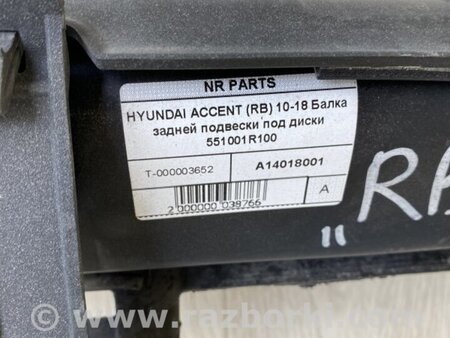 NR PARTS
HYUNDAI ACCENT (RB) 10-18 Балка
задней подвески под диски
551001R100
T-000003652 A14018001
2 000000 038766 A
"RB
© www.razborki.com